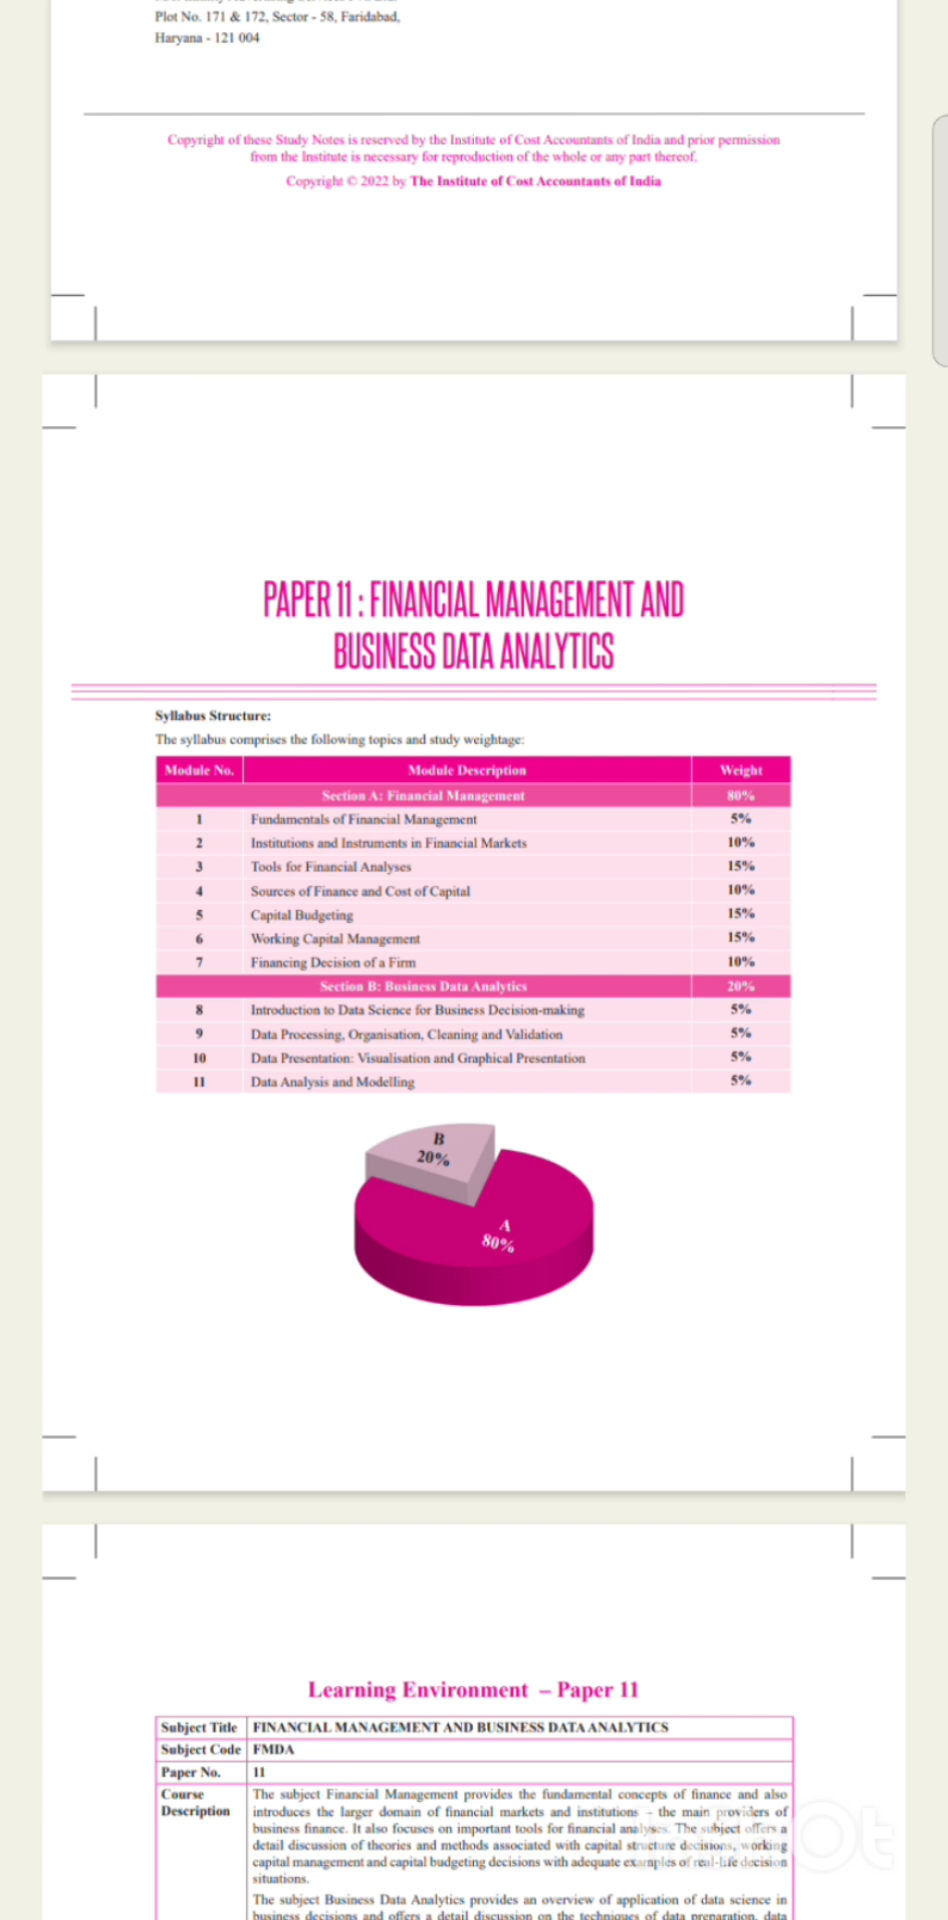 Plot No. 171 & 172, Sector - 58, Faridabad,
Haryana - 121 004
Copyright of these Study Notes is reserved by the Institute of Cost Accountants of India and prior permission
from the Institute is necessary for reproduction of the whole or any part thereof.
Copyright © 2022 by The Institute of Cost Accountants of India
PAPER 11 : FINANCIAL MANAGEMENT AND
BUSINESS DATA ANALYTICS
Syllabus Structure:
The syllabus comprises the following topics and study weightage:
Module No. Module Description Weight
Section A: Financial Management 80%
1 Fundamentals of Financial Management 5%
2 Institutions and Instruments in Financial Markets 10%
3 Tools for Financial Analyses 15%
4 Sources of Finance and Cost of Capital 10%
5 Capital Budgeting 15%
6 Working Capital Management 15%
7 Financing Decision of a Firm 10%
Section B: Business Data Analytics 20%
8 Introduction to Data Science for Business Decision-making 5%
9 Data Processing, Organisation, Cleaning and Validation 5%
10 Data Presentation: Visualisation and Graphical Presentation 5%
11 Data Analysis and Modelling 5%
B
20%
A
80%
Learning Environment – Paper 11
Subject Title FINANCIAL MANAGEMENT AND BUSINESS DATA ANALYTICS
Subject Code FMDA
Paper No. 11
Course The subject Financial Management provides the fundamental concepts of finance and also
Description introduces the larger domain of financial markets and institutions – the main providers of
business finance. It also focuses on important tools for financial analyses. The subject offers a
detail discussion of theories and methods associated with capital structure decisions, working
capital management and capital budgeting decisions with adequate examples of real-life decision
situations.
The subject Business Data Analytics provides an overview of application of data science in
business decisions and offers a detail discussion on the techniques of data preparation, data